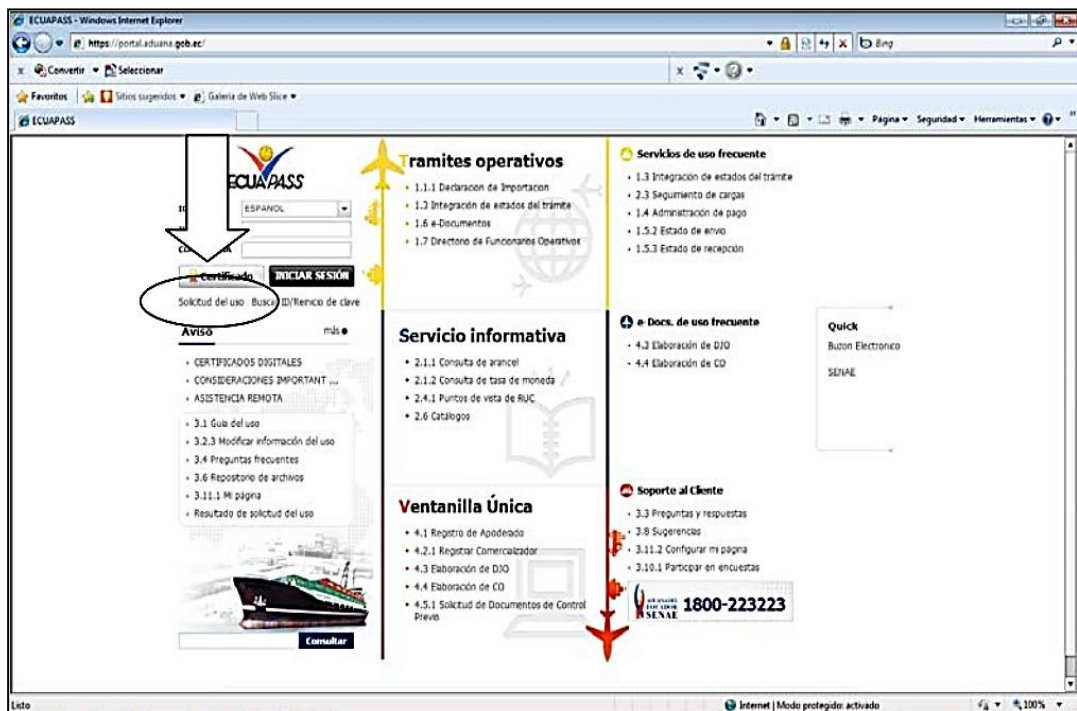 ECUAPASS - Windows Internet Explorer
https://portal.aduana.gob.ec/
Bing
x Convertir Seleccionar
Favoritos Sitios sugeridos Galería de Web Slice
ECUAPASS
Página Seguridad Herramientas
ECUAPASS
ESPAÑOL
Certificado INICIAR SESIÓN
Solicitud del uso Buscar ID/Reinicio de clave
Aviso más
CERTIFICADOS DIGITALES
CONSIDERACIONES IMPORTANT ...
ASISTENCIA REMOTA
3.1 Guia del uso
3.2.3 Modificar información del uso
3.4 Preguntas frecuentes
3.6 Repositorio de archivos
3.11.1 Mi página
Resultado de solicitud del uso
Consultar
Tramites operativos
1.1.1 Declaracion de Importacion
1.3 Integración de estados del trámite
1.6 e-Documentos
1.7 Directorio de Funcionarios Operativos
Servicio informativa
2.1.1 Consulta de arancel
2.1.2 Consulta de tasa de moneda
2.4.1 Puntos de vista de RUC
2.6 Catálogos
Ventanilla Única
4.1 Registro de Apoderado
4.2.1 Registrar Comercializador
4.3 Elaboración de DJO
4.4 Elaboración de CO
4.5.1 Solicitud de Documentos de Control
Previo
Servicios de uso frecuente
1.3 Integración de estados del trámite
2.3 Seguimiento de cargas
1.4 Administración de pago
1.5.2 Estado de envio
1.5.3 Estado de recepción
e-Docs. de uso frecuente
4.3 Elaboración de DJO
4.4 Elaboración de CO
Soporte al Cliente
3.3 Preguntas y respuestas
3.8 Sugerencias
3.11.2 Configurar mi página
3.10.1 Participar en encuestas
SENAE 1800-223223
Quick
Buzon Electronico
SENAE
Listo
Internet | Modo protegido: activado
100%